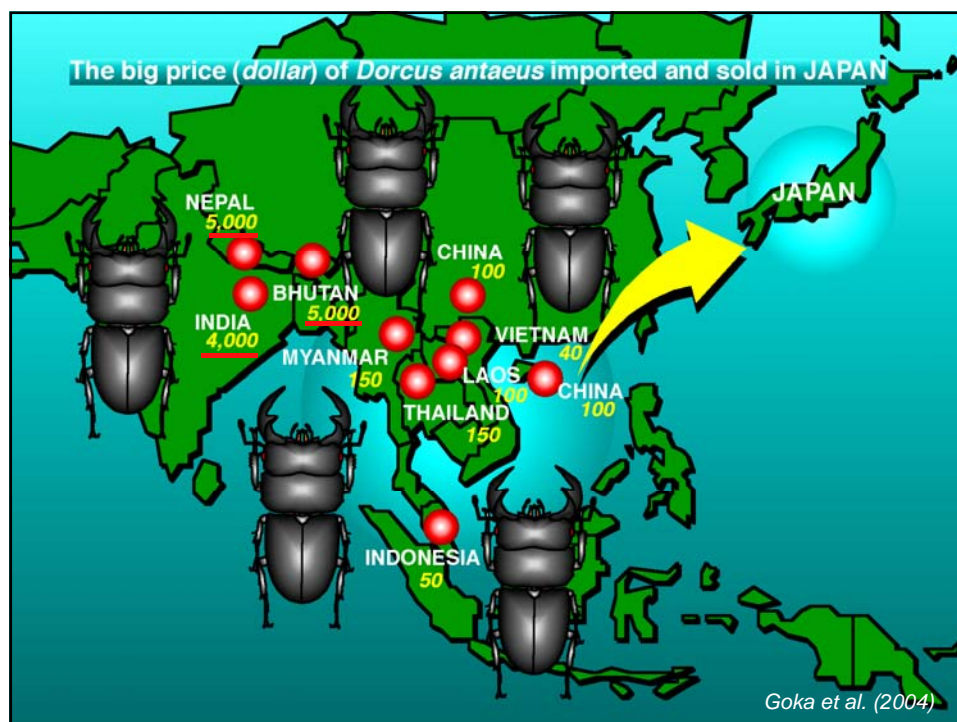 The big price (dollar) of Dorcus antaeus imported and sold in JAPAN
JAPAN
NEPAL
5,000
CHINA
100
BHUTAN
5,000
INDIA
4,000
MYANMAR
150
VIETNAM
40
LAOS
100
CHINA
100
THAILAND
150
INDONESIA
50
Goka et al. (2004)